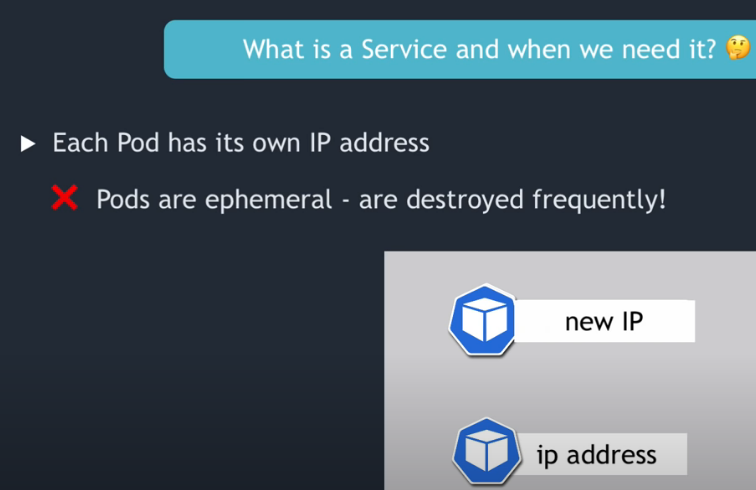 What is a Service and when we need it? 🤔
▶ Each Pod has its own IP address
❌ Pods are ephemeral - are destroyed frequently!
new IP
ip address